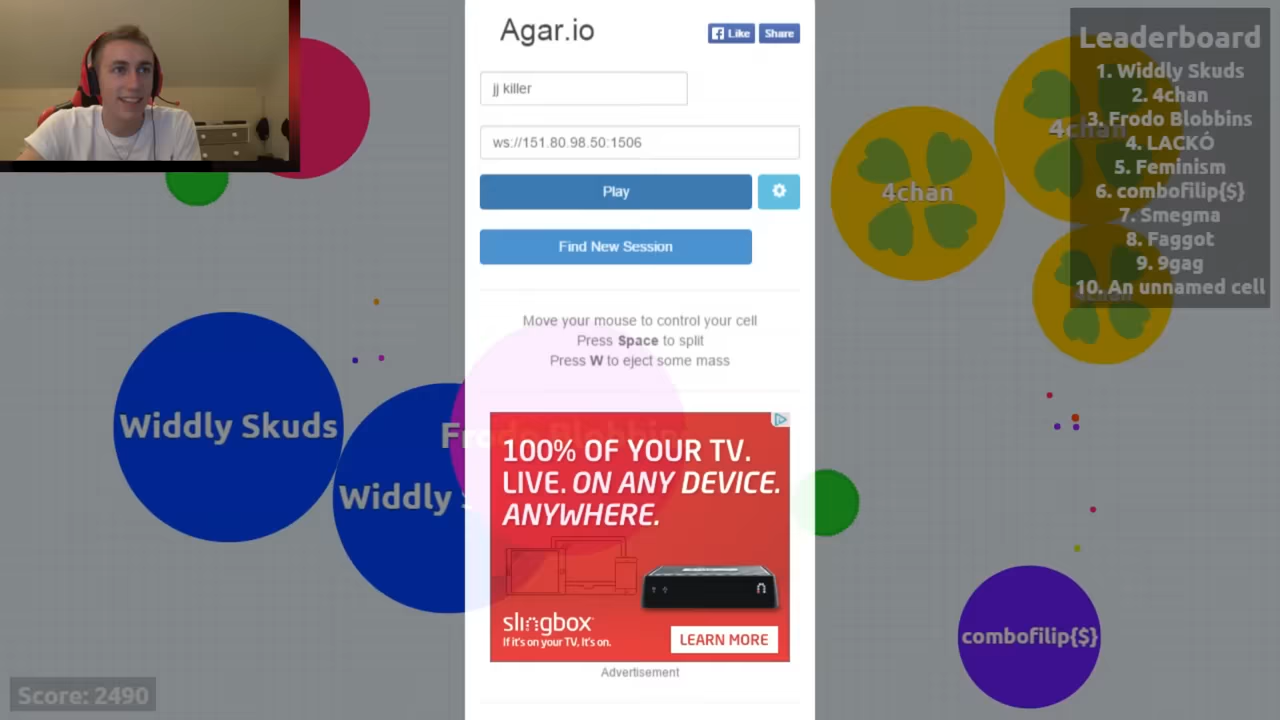 Agar.io
Like
Share
jj killer
ws://151.80.98.50:1506
Play
Find New Session
Move your mouse to control your cell
Press Space to split
Press W to eject some mass
100% OF YOUR TV.
LIVE. ON ANY DEVICE.
ANYWHERE.
slingbox
If it's on your TV, It's on.
LEARN MORE
Advertisement
Leaderboard
1. Widdly Skuds
2. 4chan
3. Frodo Blobbins
4. LACKÓ
5. Feminism
6. combofilip{$}
7. Smegma
8. Faggot
9. 9gag
10. An unnamed cell
4chan
4chan
4chan
Widdly Skuds
Widdly S
Frodo Blobbins
combofilip{$}
Score: 2490